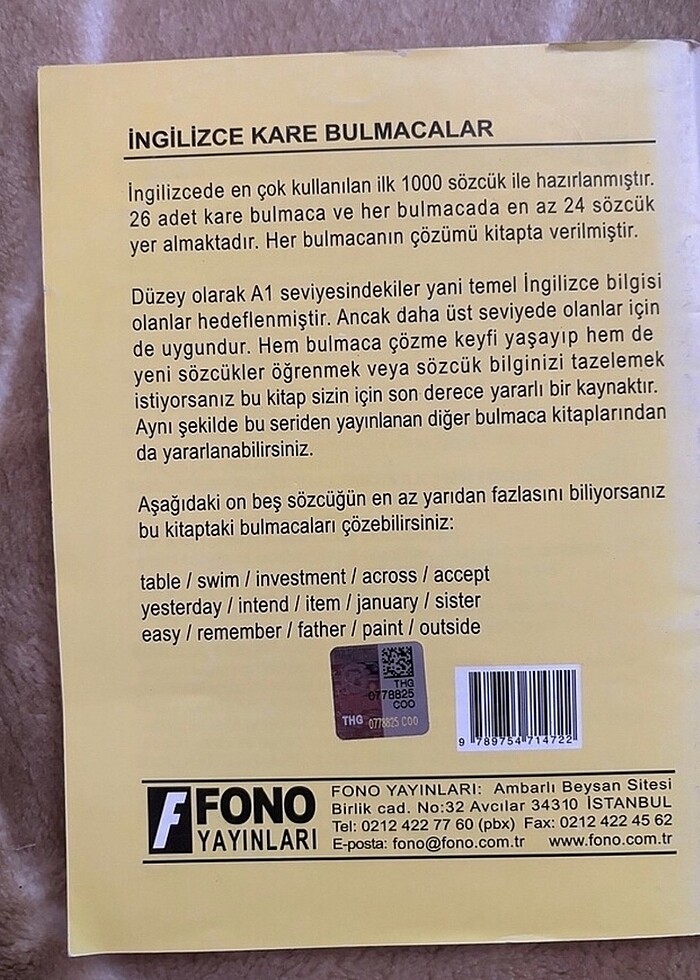 İNGİLİZCE KARE BULMACALAR
İngilizcede en çok kullanılan ilk 1000 sözcük ile hazırlanmıştır.
26 adet kare bulmaca ve her bulmacada en az 24 sözcük
yer almaktadır. Her bulmacanın çözümü kitapta verilmiştir.
Düzey olarak A1 seviyesindekiler yani temel İngilizce bilgisi
olanlar hedeflenmiştir. Ancak daha üst seviyede olanlar için
de uygundur. Hem bulmaca çözme keyfi yaşayıp hem de
yeni sözcükler öğrenmek veya sözcük bilginizi tazelemek
istiyorsanız bu kitap sizin için son derece yararlı bir kaynaktır.
Aynı şekilde bu seriden yayınlanan diğer bulmaca kitaplarından
da yararlanabilirsiniz.
Aşağıdaki on beş sözcüğün en az yarıdan fazlasını biliyorsanız
bu kitaptaki bulmacaları çözebilirsiniz:
table / swim / investment / across / accept
yesterday / intend / item / january / sister
easy / remember / father / paint / outside
THG
0778825
COO
THG 0778825 COO
9 789754 714722
FONO
YAYINLARI
FONO YAYINLARI: Ambarlı Beysan Sitesi
Birlik cad. No:32 Avcılar 34310 İSTANBUL
Tel: 0212 422 77 60 (pbx) Fax: 0212 422 45 62
E-posta: fono@fono.com.tr www.fono.com.tr